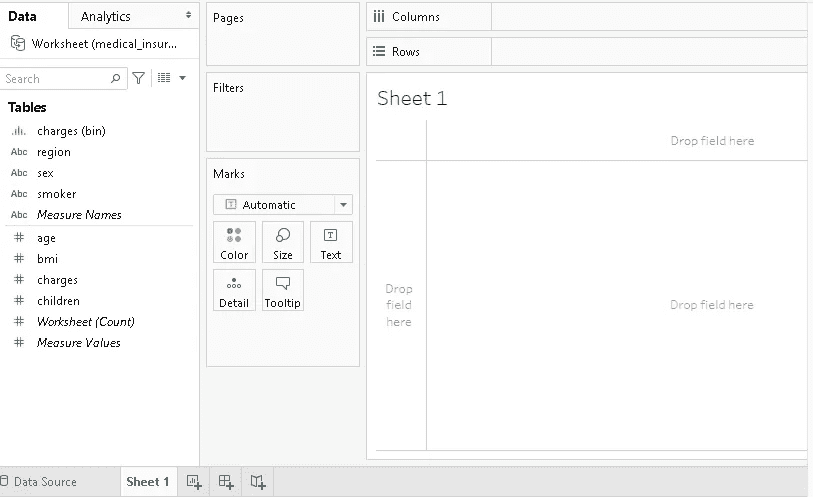 Data
Analytics
Worksheet (medical_insur...
Search
Tables
charges (bin)
Abc region
Abc sex
Abc smoker
Abc Measure Names
# age
# bmi
# charges
# children
# Worksheet (Count)
# Measure Values
Pages
Filters
Marks
T Automatic
Color
Size
T
Text
Detail
Tooltip
Columns
Rows
Sheet 1
Drop field here
Drop
field
here
Drop field here
Data Source
Sheet 1